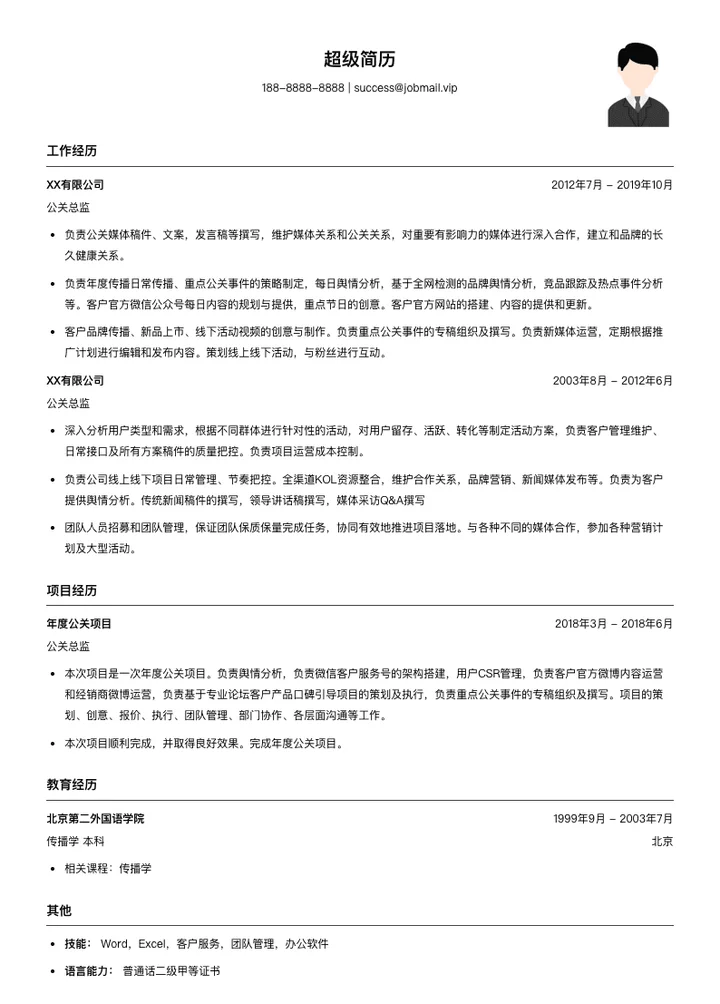 超级简历
188-8888-8888 | success@jobmail.vip
工作经历
XX有限公司 2012年7月 – 2019年10月
公关总监
• 负责公关媒体稿件、文案，发言稿等撰写，维护媒体关系和公关关系，对重要有影响力的媒体进行深入合作，建立和品牌的长
久健康关系。
• 负责年度传播日常传播、重点公关事件的策略制定，每日舆情分析，基于全网检测的品牌舆情分析，竞品跟踪及热点事件分析
等。客户官方微信公众号每日内容的规划与提供，重点节日的创意。客户官方网站的搭建、内容的提供和更新。
• 客户品牌传播、新品上市、线下活动视频的创意与制作。负责重点公关事件的专稿组织及撰写。负责新媒体运营，定期根据推
广计划进行编辑和发布内容。策划线上线下活动，与粉丝进行互动。
XX有限公司 2003年8月 – 2012年6月
公关总监
• 深入分析用户类型和需求，根据不同群体进行针对性的活动，对用户留存、活跃、转化等制定活动方案，负责客户管理维护、
日常接口及所有方案稿件的质量把控。负责项目运营成本控制。
• 负责公司线上线下项目日常管理、节奏把控。全渠道KOL资源整合，维护合作关系，品牌营销、新闻媒体发布等。负责为客户
提供舆情分析。传统新闻稿件的撰写，领导讲话稿撰写，媒体采访Q&A撰写
• 团队人员招募和团队管理，保证团队保质保量完成任务，协同有效地推进项目落地。与各种不同的媒体合作，参加各种营销计
划及大型活动。
项目经历
年度公关项目 2018年3月 – 2018年6月
公关总监
• 本次项目是一次年度公关项目。负责舆情分析，负责微信客户服务号的架构搭建，用户CSR管理，负责客户官方微博内容运营
和经销商微博运营，负责基于专业论坛客户产品口碑引导项目的策划及执行，负责重点公关事件的专稿组织及撰写。项目的策
划、创意、报价、执行、团队管理、部门协作、各层面沟通等工作。
• 本次项目顺利完成，并取得良好效果。完成年度公关项目。
教育经历
北京第二外国语学院 1999年9月 – 2003年7月
传播学 本科 北京
• 相关课程：传播学
其他
• 技能： Word，Excel，客户服务，团队管理，办公软件
• 语言能力： 普通话二级甲等证书